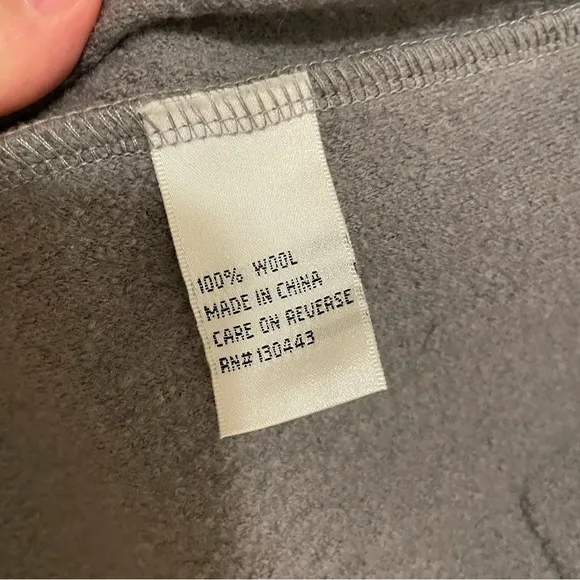 100% WOOL
MADE IN CHINA
CARE ON REVERSE
RN# 130443